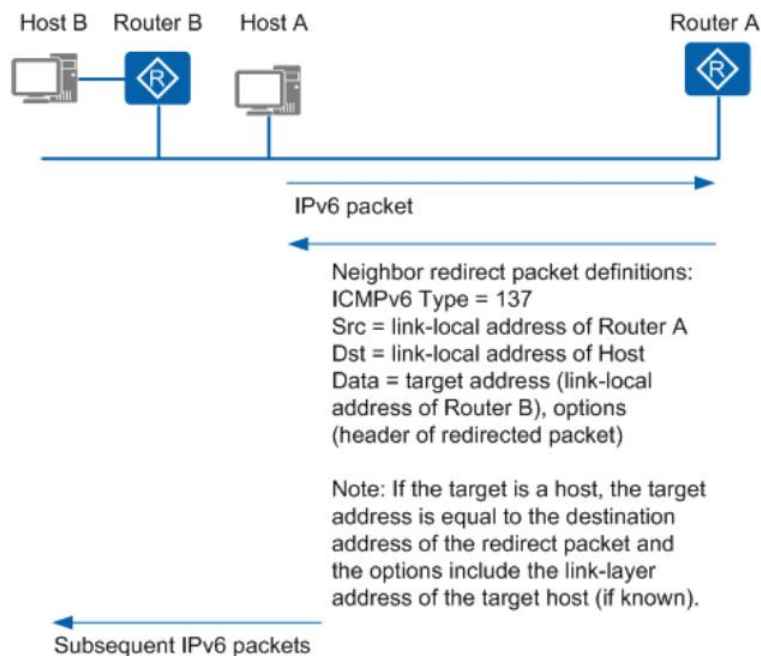 Host B Router B Host A Router A
R R
IPv6 packet
Neighbor redirect packet definitions:
ICMPv6 Type = 137
Src = link-local address of Router A
Dst = link-local address of Host
Data = target address (link-local
address of Router B), options
(header of redirected packet)
Note: If the target is a host, the target
address is equal to the destination
address of the redirect packet and
the options include the link-layer
address of the target host (if known).
Subsequent IPv6 packets